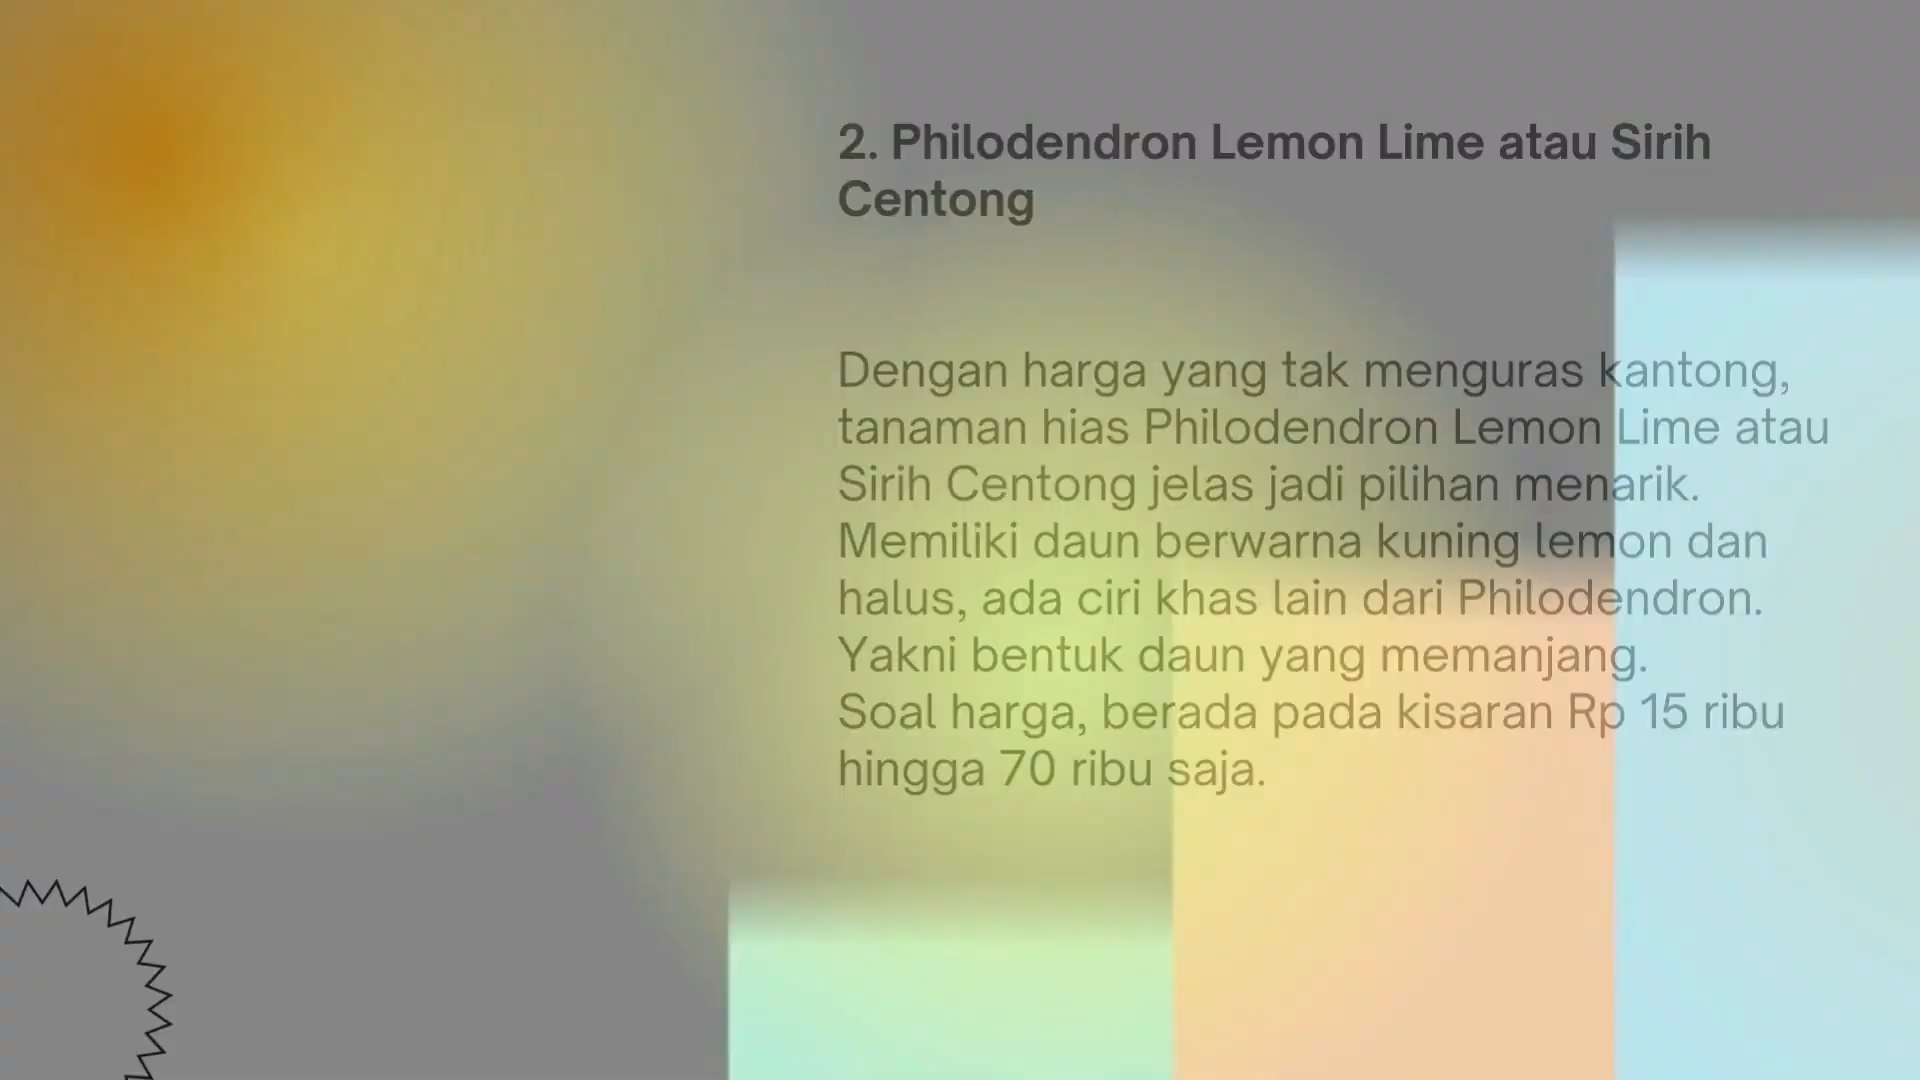 2. Philodendron Lemon Lime atau Sirih
Centong
Dengan harga yang tak menguras kantong,
tanaman hias Philodendron Lemon Lime atau
Sirih Centong jelas jadi pilihan menarik.
Memiliki daun berwarna kuning lemon dan
halus, ada ciri khas lain dari Philodendron.
Yakni bentuk daun yang memanjang.
Soal harga, berada pada kisaran Rp 15 ribu
hingga 70 ribu saja.